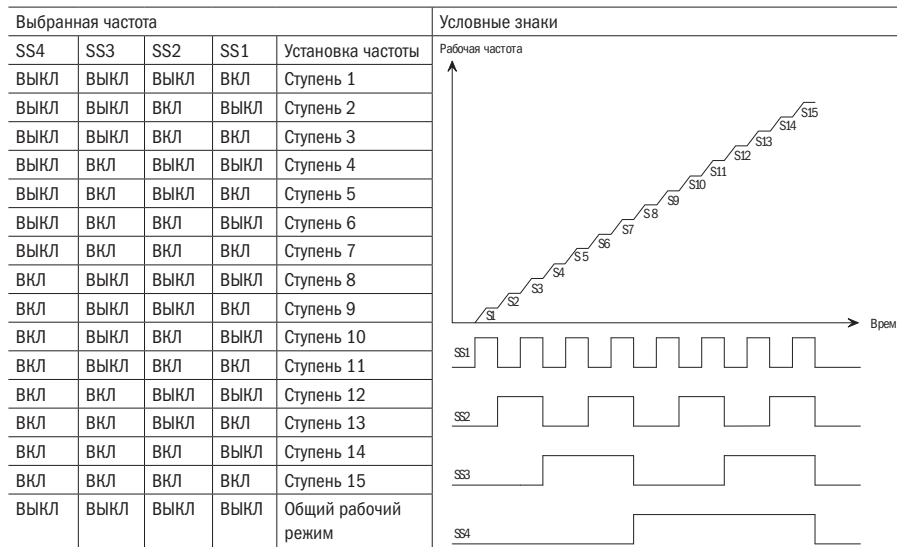 Выбранная частота Условные знаки
SS4 SS3 SS2 SS1 Установка частоты
ВЫКЛ ВЫКЛ ВЫКЛ ВКЛ Ступень 1
ВЫКЛ ВЫКЛ ВКЛ ВЫКЛ Ступень 2
ВЫКЛ ВЫКЛ ВКЛ ВКЛ Ступень 3
ВЫКЛ ВКЛ ВЫКЛ ВЫКЛ Ступень 4
ВЫКЛ ВКЛ ВЫКЛ ВКЛ Ступень 5
ВЫКЛ ВКЛ ВКЛ ВЫКЛ Ступень 6
ВЫКЛ ВКЛ ВКЛ ВКЛ Ступень 7
ВКЛ ВЫКЛ ВЫКЛ ВЫКЛ Ступень 8
ВКЛ ВЫКЛ ВЫКЛ ВКЛ Ступень 9
ВКЛ ВЫКЛ ВКЛ ВЫКЛ Ступень 10
ВКЛ ВЫКЛ ВКЛ ВКЛ Ступень 11
ВКЛ ВКЛ ВЫКЛ ВЫКЛ Ступень 12
ВКЛ ВКЛ ВЫКЛ ВКЛ Ступень 13
ВКЛ ВКЛ ВКЛ ВЫКЛ Ступень 14
ВКЛ ВКЛ ВКЛ ВКЛ Ступень 15
ВЫКЛ ВЫКЛ ВЫКЛ ВЫКЛ Общий рабочий
режим
Рабочая частота
S15
S14
S13
S12
S11
S10
S9
S 8
S7
S6
S 5
S4
S3
S2
S1
Врем
SS1
SS2
SS3
SS4